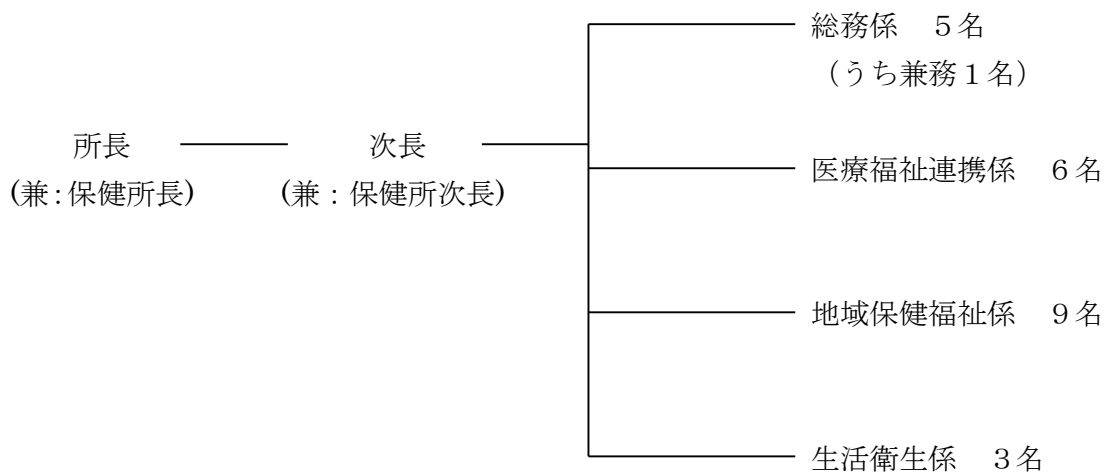 総務係　５名
（うち兼務１名）
所長
次長
(兼：保健所長)
(兼：保健所次長)
医療福祉連携係　６名
地域保健福祉係　９名
生活衛生係　３名